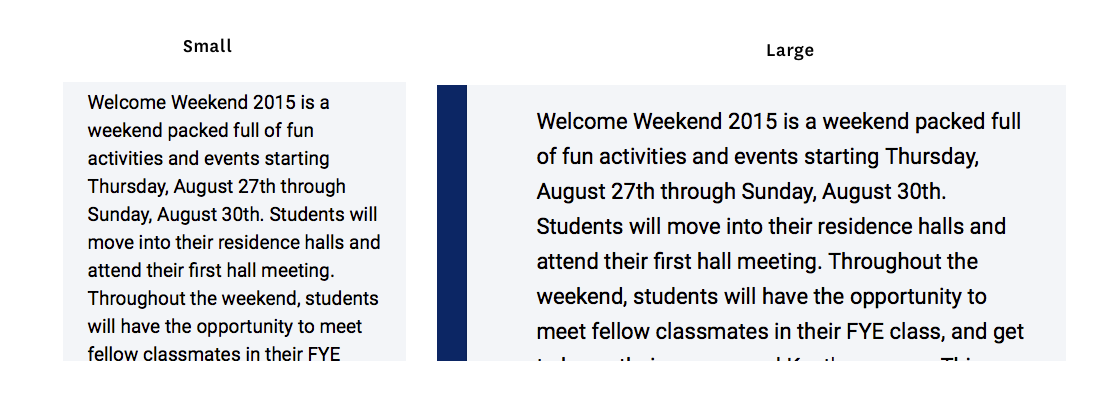 Small
Welcome Weekend 2015 is a
weekend packed full of fun
activities and events starting
Thursday, August 27th through
Sunday, August 30th. Students will
move into their residence halls and
attend their first hall meeting.
Throughout the weekend, students
will have the opportunity to meet
fellow classmates in their FYE
Large
Welcome Weekend 2015 is a weekend packed full
of fun activities and events starting Thursday,
August 27th through Sunday, August 30th.
Students will move into their residence halls and
attend their first hall meeting. Throughout the
weekend, students will have the opportunity to
meet fellow classmates in their FYE class, and get